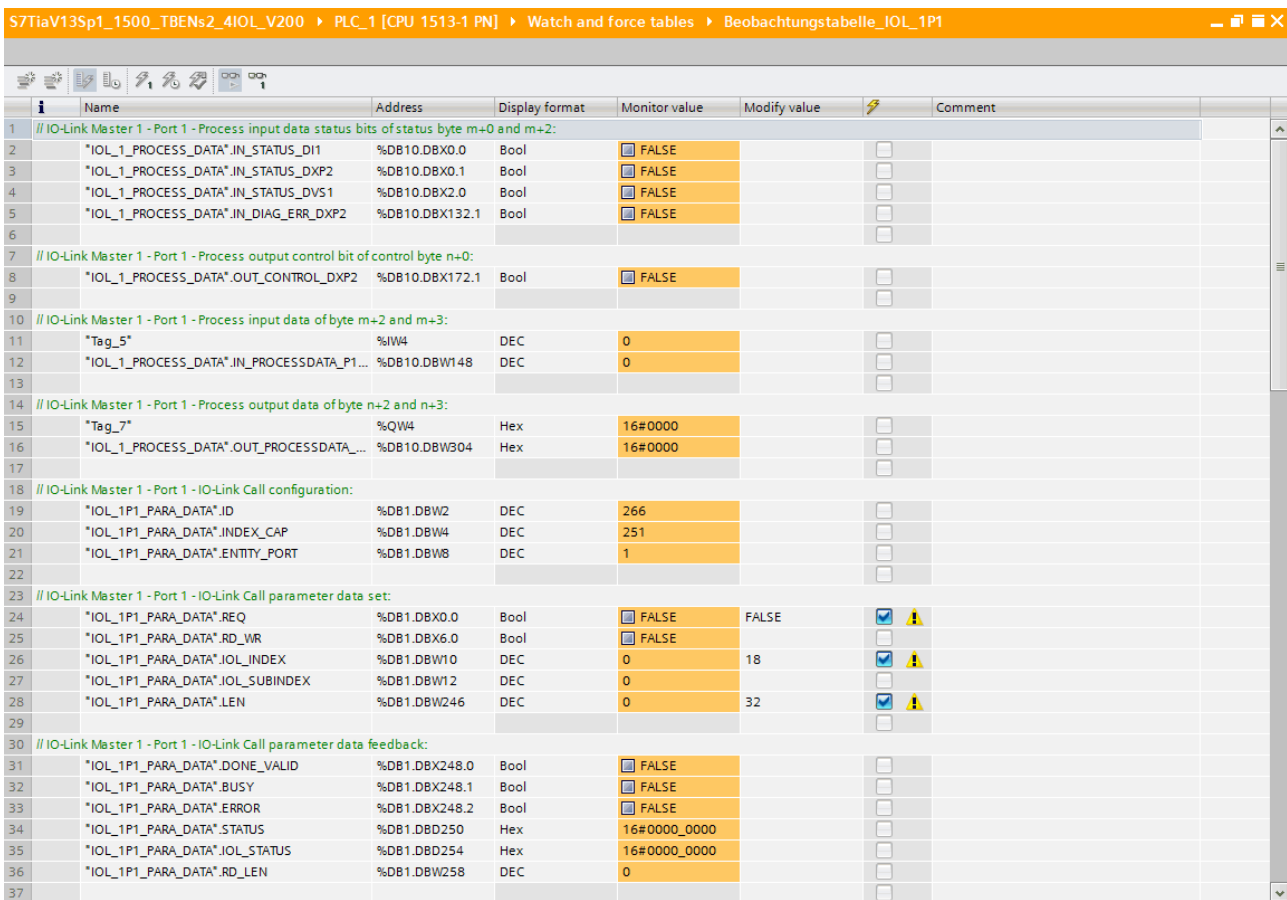 S7TiaV13Sp1_1500_TBENs2_4IOL_V200 ▸ PLC_1 [CPU 1513-1 PN] ▸ Watch and force tables ▸ Beobachtungstabelle_IOL_1P1
i Name Address Display format Monitor value Modify value Comment
1 // IO-Link Master 1 - Port 1 - Process input data status bits of status byte m+0 and m+2:
2 "IOL_1_PROCESS_DATA".IN_STATUS_DI1 %DB10.DBX0.0 Bool FALSE
3 "IOL_1_PROCESS_DATA".IN_STATUS_DXP2 %DB10.DBX0.1 Bool FALSE
4 "IOL_1_PROCESS_DATA".IN_STATUS_DVS1 %DB10.DBX2.0 Bool FALSE
5 "IOL_1_PROCESS_DATA".IN_DIAG_ERR_DXP2 %DB10.DBX132.1 Bool FALSE
6
7 // IO-Link Master 1 - Port 1 - Process output control bit of control byte n+0:
8 "IOL_1_PROCESS_DATA".OUT_CONTROL_DXP2 %DB10.DBX172.1 Bool FALSE
9
10 // IO-Link Master 1 - Port 1 - Process input data of byte m+2 and m+3:
11 "Tag_5" %IW4 DEC 0
12 "IOL_1_PROCESS_DATA".IN_PROCESSDATA_P1... %DB10.DBW148 DEC 0
13
14 // IO-Link Master 1 - Port 1 - Process output data of byte n+2 and n+3:
15 "Tag_7" %QW4 Hex 16#0000
16 "IOL_1_PROCESS_DATA".OUT_PROCESSDATA_... %DB10.DBW304 Hex 16#0000
17
18 // IO-Link Master 1 - Port 1 - IO-Link Call configuration:
19 "IOL_1P1_PARA_DATA".ID %DB1.DBW2 DEC 266
20 "IOL_1P1_PARA_DATA".INDEX_CAP %DB1.DBW4 DEC 251
21 "IOL_1P1_PARA_DATA".ENTITY_PORT %DB1.DBW8 DEC 1
22
23 // IO-Link Master 1 - Port 1 - IO-Link Call parameter data set:
24 "IOL_1P1_PARA_DATA".REQ %DB1.DBX0.0 Bool FALSE FALSE
25 "IOL_1P1_PARA_DATA".RD_WR %DB1.DBX6.0 Bool FALSE
26 "IOL_1P1_PARA_DATA".IOL_INDEX %DB1.DBW10 DEC 0 18
27 "IOL_1P1_PARA_DATA".IOL_SUBINDEX %DB1.DBW12 DEC 0
28 "IOL_1P1_PARA_DATA".LEN %DB1.DBW246 DEC 0 32
29
30 // IO-Link Master 1 - Port 1 - IO-Link Call parameter data feedback:
31 "IOL_1P1_PARA_DATA".DONE_VALID %DB1.DBX248.0 Bool FALSE
32 "IOL_1P1_PARA_DATA".BUSY %DB1.DBX248.1 Bool FALSE
33 "IOL_1P1_PARA_DATA".ERROR %DB1.DBX248.2 Bool FALSE
34 "IOL_1P1_PARA_DATA".STATUS %DB1.DBD250 Hex 16#0000_0000
35 "IOL_1P1_PARA_DATA".IOL_STATUS %DB1.DBD254 Hex 16#0000_0000
36 "IOL_1P1_PARA_DATA".RD_LEN %DB1.DBW258 DEC 0
37